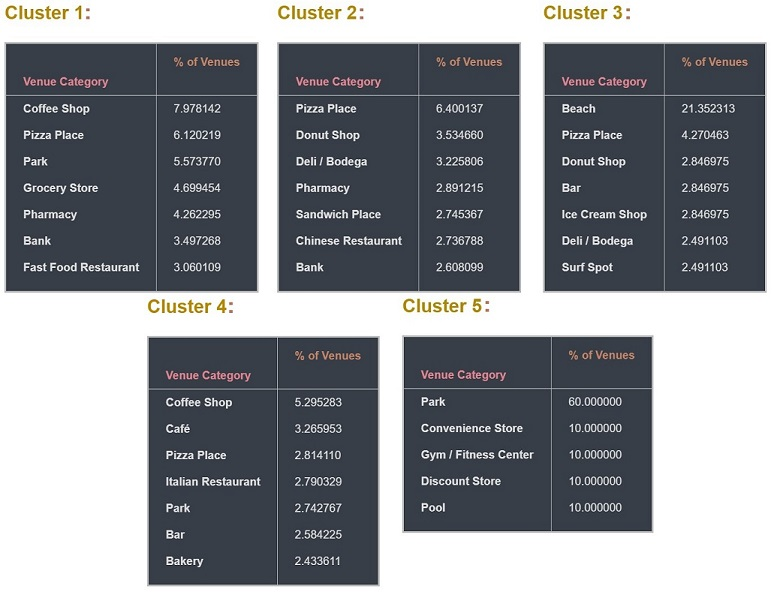 Cluster 1:
% of Venues
Venue Category
Coffee Shop 7.978142
Pizza Place 6.120219
Park 5.573770
Grocery Store 4.699454
Pharmacy 4.262295
Bank 3.497268
Fast Food Restaurant 3.060109
Cluster 2:
% of Venues
Venue Category
Pizza Place 6.400137
Donut Shop 3.534660
Deli / Bodega 3.225806
Pharmacy 2.891215
Sandwich Place 2.745367
Chinese Restaurant 2.736788
Bank 2.608099
Cluster 3:
% of Venues
Venue Category
Beach 21.352313
Pizza Place 4.270463
Donut Shop 2.846975
Bar 2.846975
Ice Cream Shop 2.846975
Deli / Bodega 2.491103
Surf Spot 2.491103
Cluster 4:
% of Venues
Venue Category
Coffee Shop 5.295283
Café 3.265953
Pizza Place 2.814110
Italian Restaurant 2.790329
Park 2.742767
Bar 2.584225
Bakery 2.433611
Cluster 5:
% of Venues
Venue Category
Park 60.000000
Convenience Store 10.000000
Gym / Fitness Center 10.000000
Discount Store 10.000000
Pool 10.000000